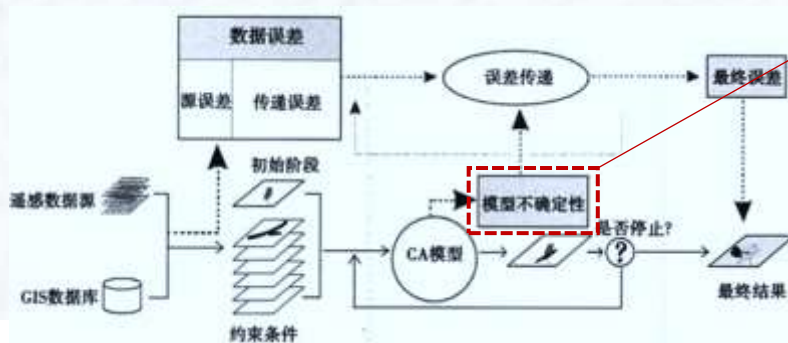 数据误差
源误差
传递误差
误差传递
最终误差
初始阶段
遥感数据源
模型不确定性
是否停止?
CA模型
?
GIS数据库
最终结果
约束条件